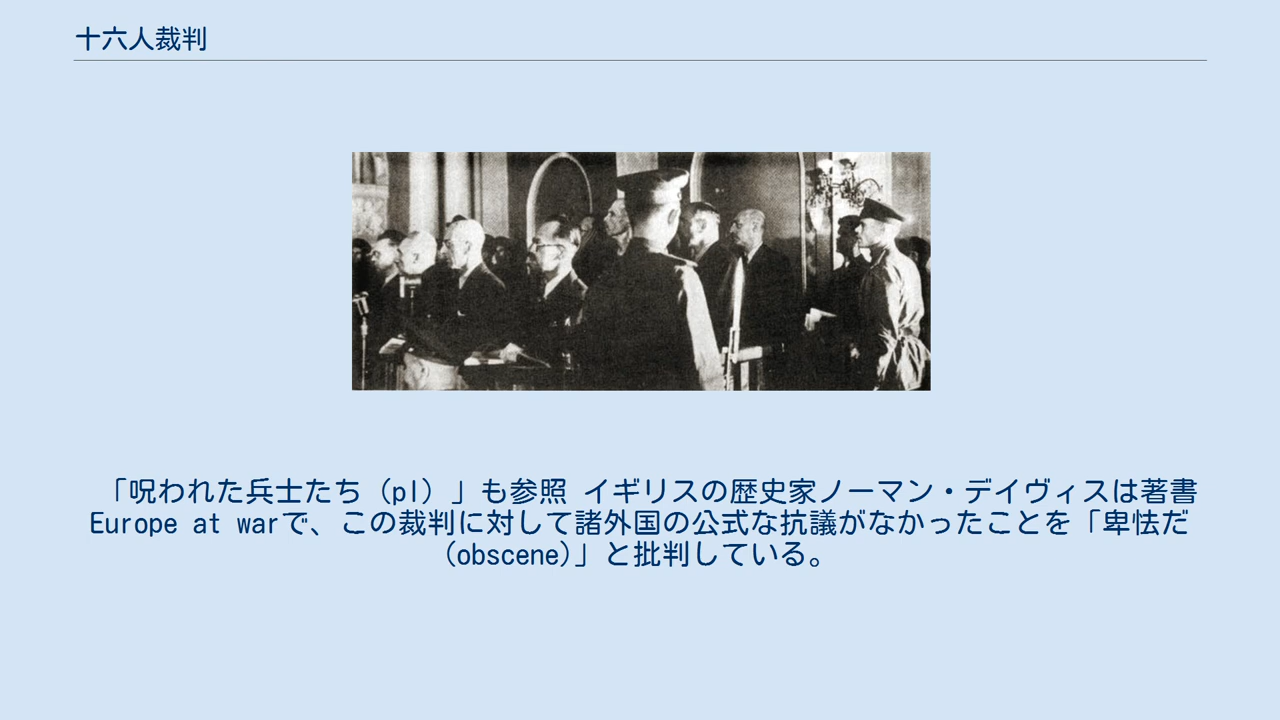 十六人裁判
「呪われた兵士たち（pl）」も参照 イギリスの歴史家ノーマン・デイヴィスは著書
Europe at warで、この裁判に対して諸外国の公式な抗議がなかったことを「卑怯だ
(obscene)」と批判している。